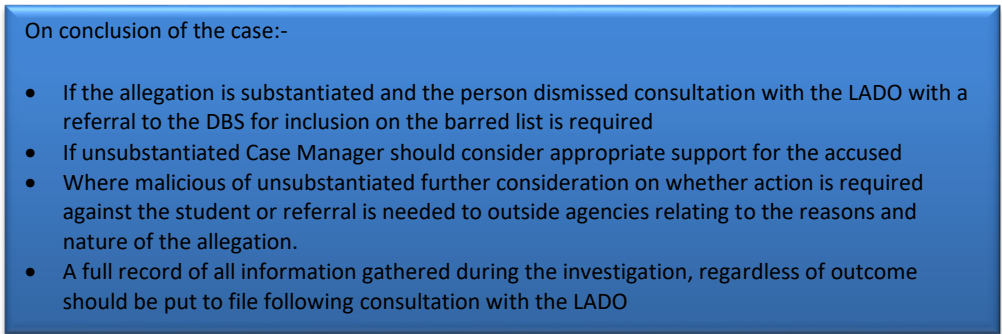 On conclusion of the case:-
• If the allegation is substantiated and the person dismissed consultation with the LADO with a
referral to the DBS for inclusion on the barred list is required
• If unsubstantiated Case Manager should consider appropriate support for the accused
• Where malicious of unsubstantiated further consideration on whether action is required
against the student or referral is needed to outside agencies relating to the reasons and
nature of the allegation.
• A full record of all information gathered during the investigation, regardless of outcome
should be put to file following consultation with the LADO